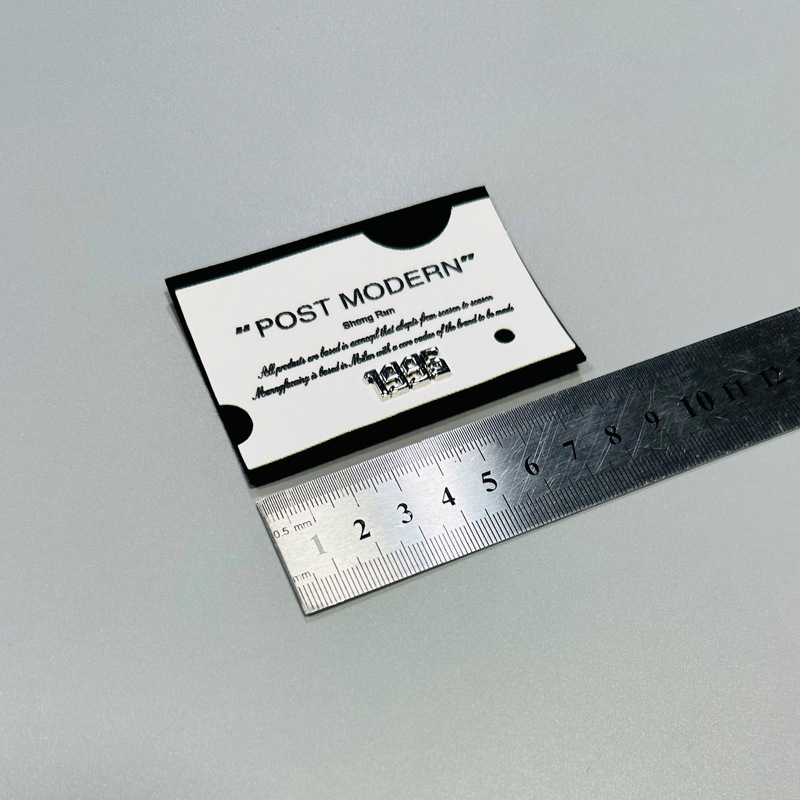 ""POST MODERN""
Sheng Run
All products are based in aconcept that adapts from season to season
is based in Milan with a core value of the brand to be made
1996
0.5 mm
1 2 3 4 5 6 7 8 9 10 11 12
mm